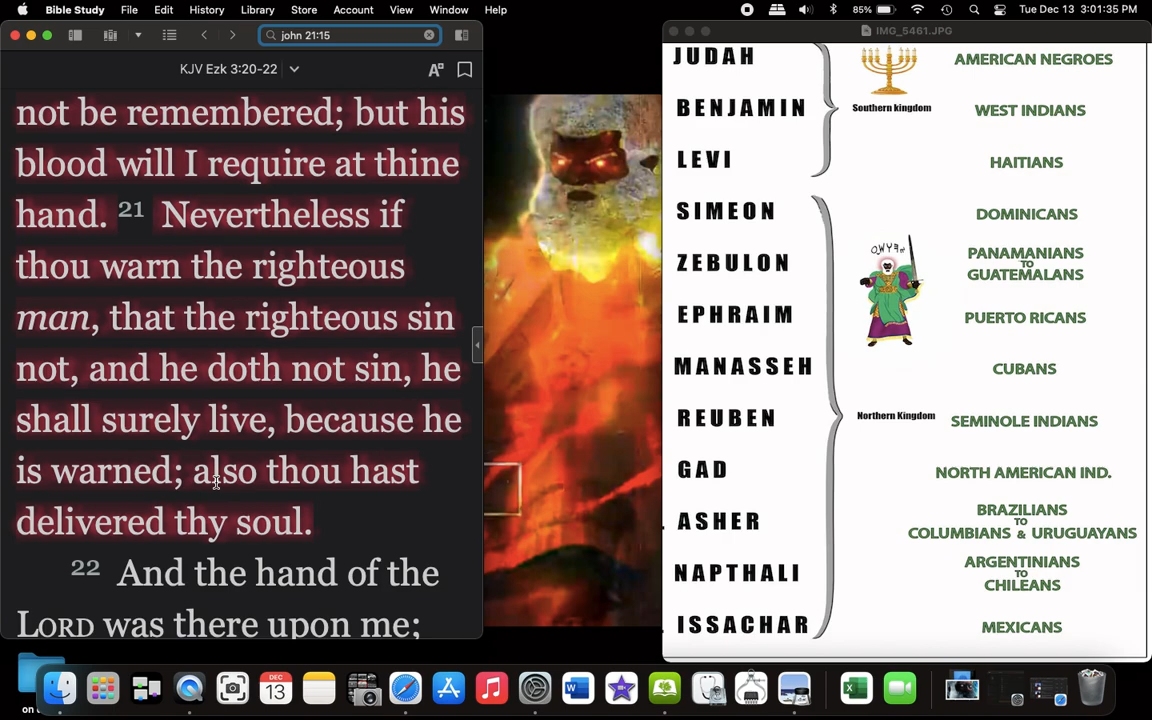 Bible Study File Edit History Library Store Account View Window Help 85% Tue Dec 13 3:01:35 PM
john 21:15
KJV Ezk 3:20-22
not be remembered; but his
blood will I require at thine
hand. 21 Nevertheless if
thou warn the righteous
man, that the righteous sin
not, and he doth not sin, he
shall surely live, because he
is warned; also thou hast
delivered thy soul.
22 And the hand of the
LORD was there upon me;
IMG_5461.JPG
JUDAH AMERICAN NEGROES
BENJAMIN Southern kingdom WEST INDIANS
LEVI HAITIANS
SIMEON DOMINICANS
ZEBULON PANAMANIANS
TO
GUATEMALANS
EPHRAIM PUERTO RICANS
MANASSEH CUBANS
REUBEN Northern Kingdom SEMINOLE INDIANS
GAD NORTH AMERICAN IND.
ASHER BRAZILIANS
TO
COLUMBIANS & URUGUAYANS
NAPTHALI ARGENTINIANS
TO
CHILEANS
ISSACHAR MEXICANS
DEC
13
on